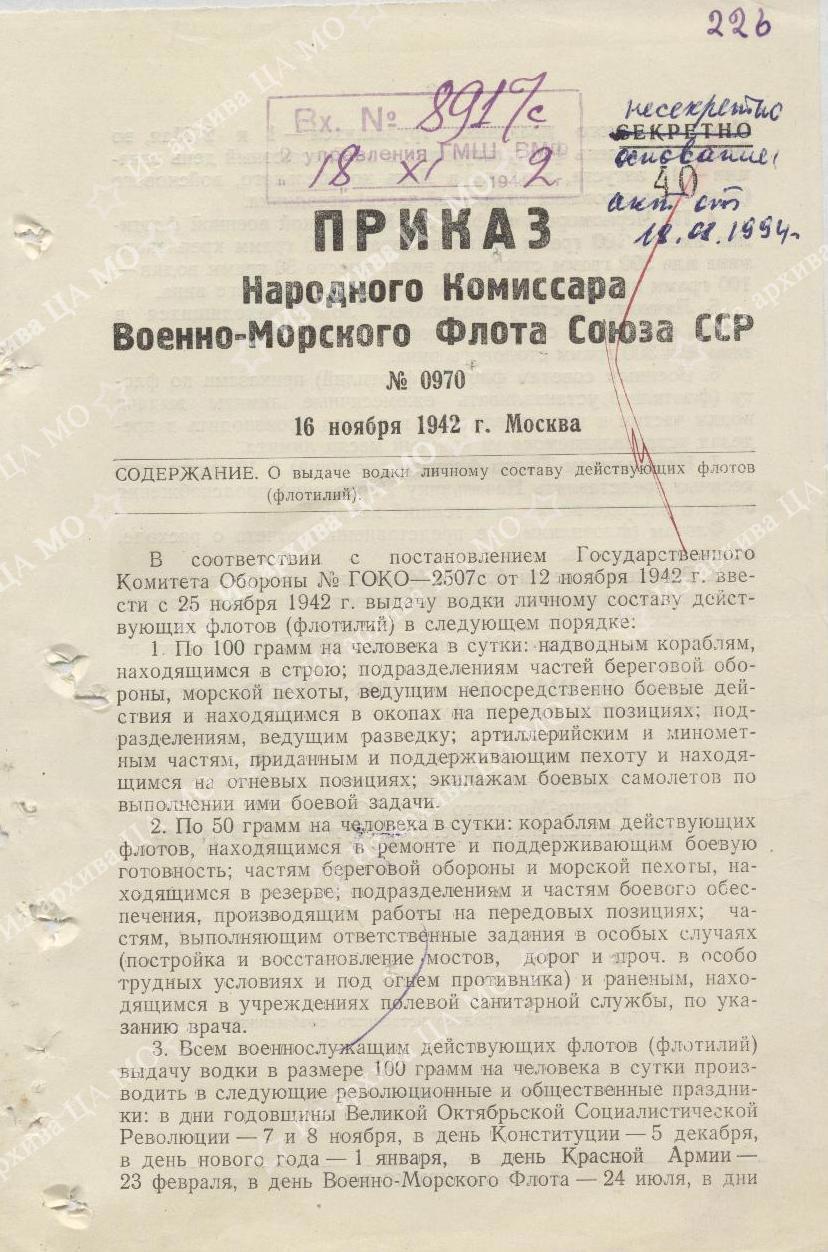 226
Вх. № 8917с
2 управления ГМШ ВМФ
"18" XI 1942 г.
несекретно
СЕКРЕТНО
основание:
40
акт от
18.08.1994г.
ПРИКАЗ
Народного Комиссара
Военно-Морского Флота Союза ССР
№ 0970
16 ноября 1942 г. Москва
СОДЕРЖАНИЕ. О выдаче водки личному составу действующих флотов
(флотилий).
В соответствии с постановлением Государственного
Комитета Обороны № ГОКО—2507с от 12 ноября 1942 г. вве-
сти с 25 ноября 1942 г. выдачу водки личному составу дейст-
вующих флотов (флотилий) в следующем порядке:
1. По 100 грамм на человека в сутки: надводным кораблям,
находящимся в строю; подразделениям частей береговой обо-
роны, морской пехоты, ведущим непосредственно боевые дей-
ствия и находящимся в окопах на передовых позициях; под-
разделениям, ведущим разведку; артиллерийским и миномет-
ным частям, приданным и поддерживающим пехоту и находя-
щимся на огневых позициях; экипажам боевых самолетов по
выполнении ими боевой задачи.
2. По 50 грамм на человека в сутки: кораблям действующих
флотов, находящимся в ремонте и поддерживающим боевую
готовность; частям береговой обороны и морской пехоты, на-
ходящимся в резерве; подразделениям и частям боевого обес-
печения, производящим работы на передовых позициях; ча-
стям, выполняющим ответственные задания в особых случаях
(постройка и восстановление мостов, дорог и проч. в особо
трудных условиях и под огнем противника) и раненым, нахо-
дящимся в учреждениях полевой санитарной службы, по ука-
занию врача.
3. Всем военнослужащим действующих флотов (флотилий)
выдачу водки в размере 100 грамм на человека в сутки произ-
водить в следующие революционные и общественные праздни-
ки: в дни годовщины Великой Октябрьской Социалистической
Революции — 7 и 8 ноября, в день Конституции — 5 декабря,
в день нового года — 1 января, в день Красной Армии —
23 февраля, в день Военно-Морского Флота — 24 июля, в дни
Из архива ЦА МО